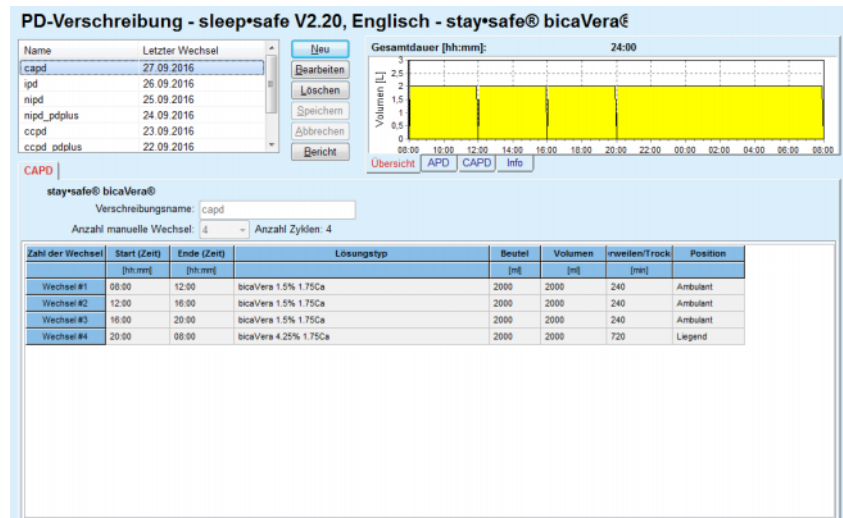 PD-Verschreibung - sleep•safe V2.20, Englisch - stay•safe® bicaVera®
Name Letzter Wechsel
capd 27.09.2016
ipd 26.09.2016
nipd 25.09.2016
nipd_pdplus 24.09.2016
ccpd 23.09.2016
ccpd_pdplus 22.09.2016
Neu
Bearbeiten
Löschen
Speichern
Abbrechen
Bericht
Gesamtdauer [hh:mm]: 24:00
Volumen [L]
3
2,5
2
1,5
1
0,5
0
08:00 10:00 12:00 14:00 16:00 18:00 20:00 22:00 00:00 02:00 04:00 06:00 08:00
Übersicht APD CAPD Info
CAPD
stay•safe® bicaVera®
Verschreibungsname: capd
Anzahl manuelle Wechsel: 4 Anzahl Zyklen: 4
Zahl der Wechsel Start (Zeit) Ende (Zeit) Lösungstyp Beutel Volumen erweilen/Trock Position
[hh:mm] [hh:mm] [ml] [ml] [min]
Wechsel #1 08:00 12:00 bicaVera 1.5% 1.75Ca 2000 2000 240 Ambulant
Wechsel #2 12:00 16:00 bicaVera 1.5% 1.75Ca 2000 2000 240 Ambulant
Wechsel #3 16:00 20:00 bicaVera 1.5% 1.75Ca 2000 2000 240 Ambulant
Wechsel #4 20:00 08:00 bicaVera 4.25% 1.75Ca 2000 2000 720 Liegend